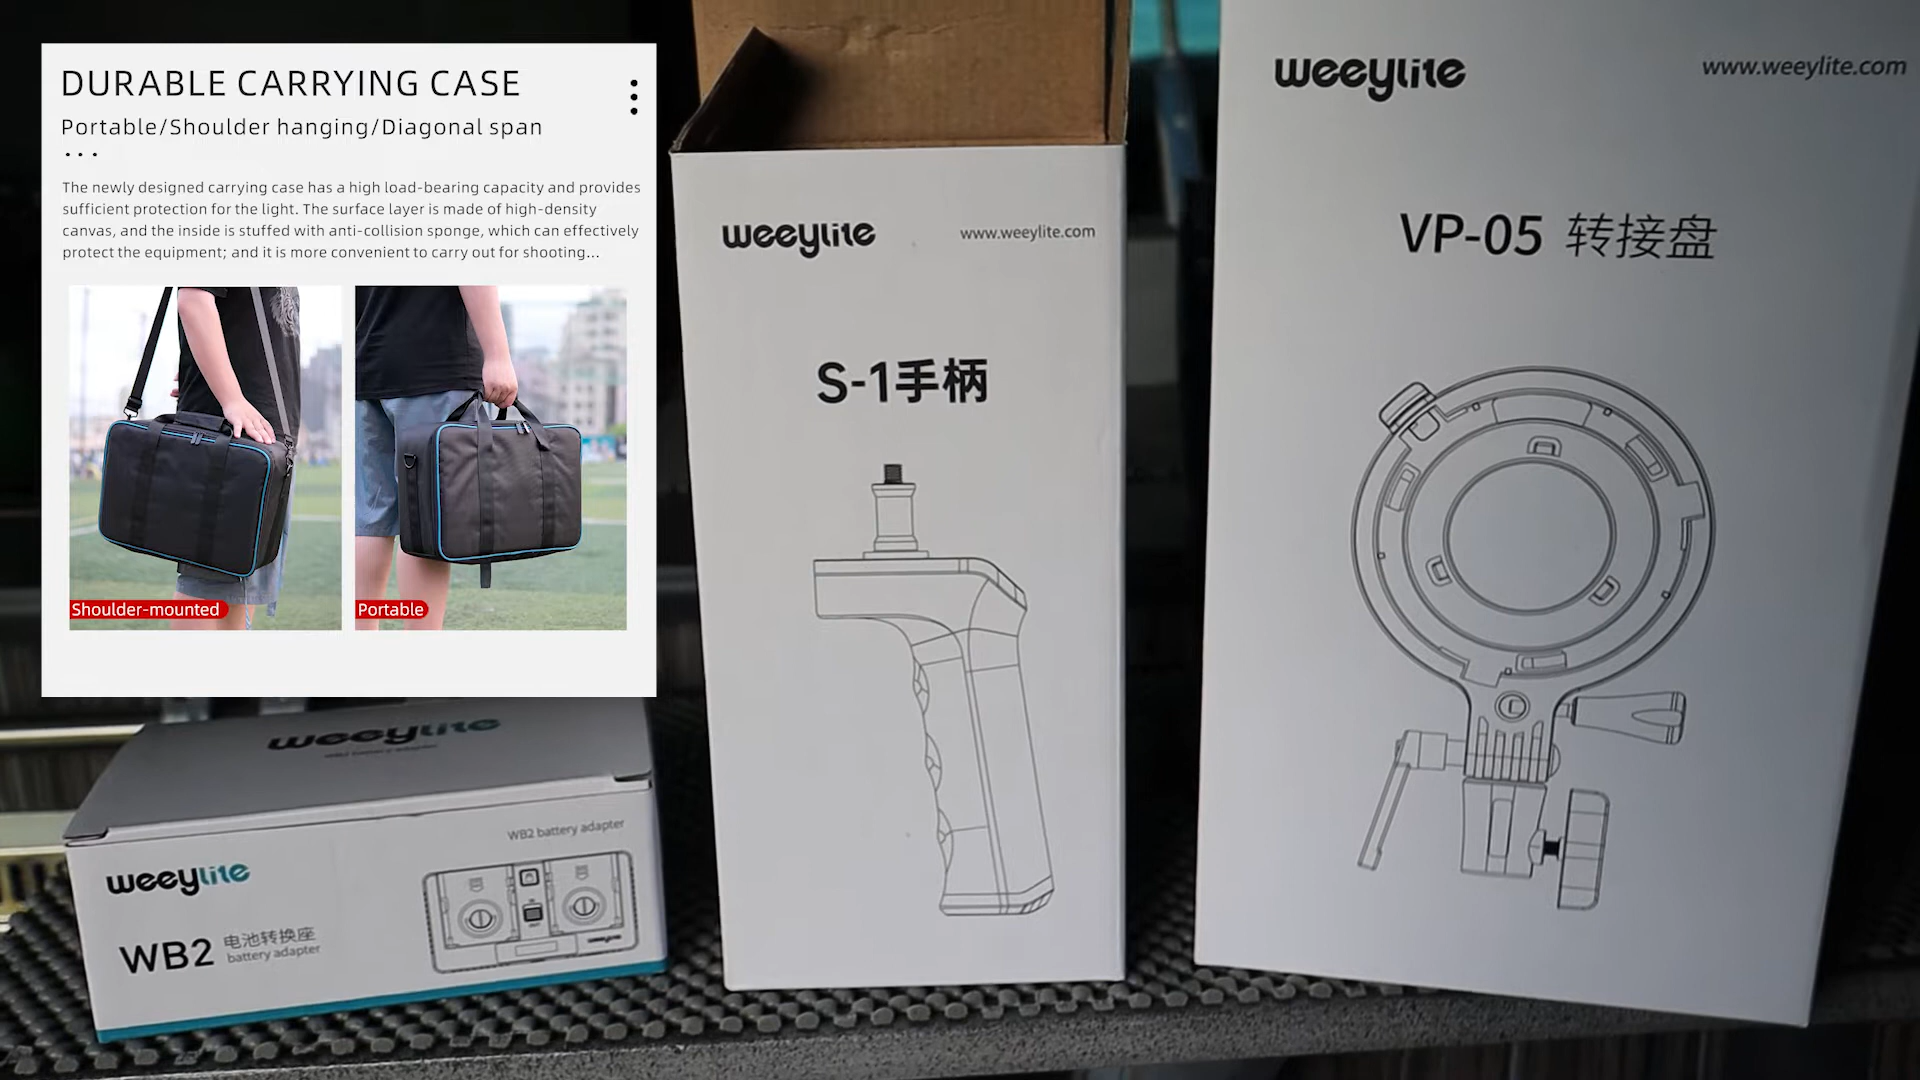 DURABLE CARRYING CASE
Portable/Shoulder hanging/Diagonal span
...
The newly designed carrying case has a high load-bearing capacity and provides
sufficient protection for the light. The surface layer is made of high-density
canvas, and the inside is stuffed with anti-collision sponge, which can effectively
protect the equipment; and it is more convenient to carry out for shooting...
Shoulder-mounted
Portable
weeylite
WB2 battery adapter
weeylite
WB2 电池转换座
battery adapter
weeylite
www.weeylite.com
S-1手柄
weeylite
www.weeylite.com
VP-05 转接盘